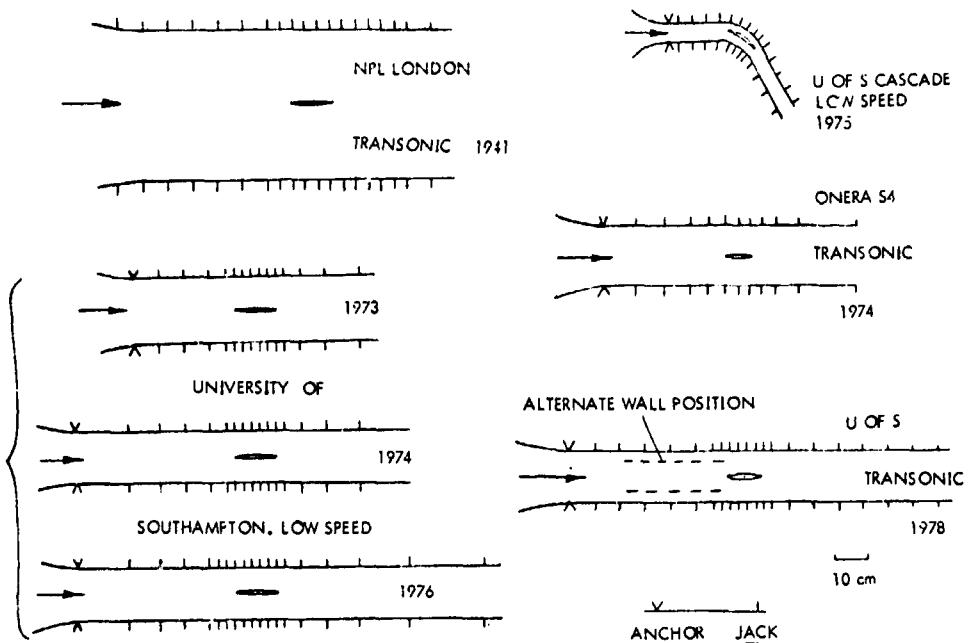 NPL LONDON
TRANSONIC 1941
U OF S CASCADE
LOW SPEED
1975
ONERA S4
TRANSONIC
1974
1973
UNIVERSITY OF
1974
SOUTHAMPTON. LOW SPEED
1976
ALTERNATE WALL POSITION
U OF S
TRANSONIC
1978
10 cm
ANCHOR JACK